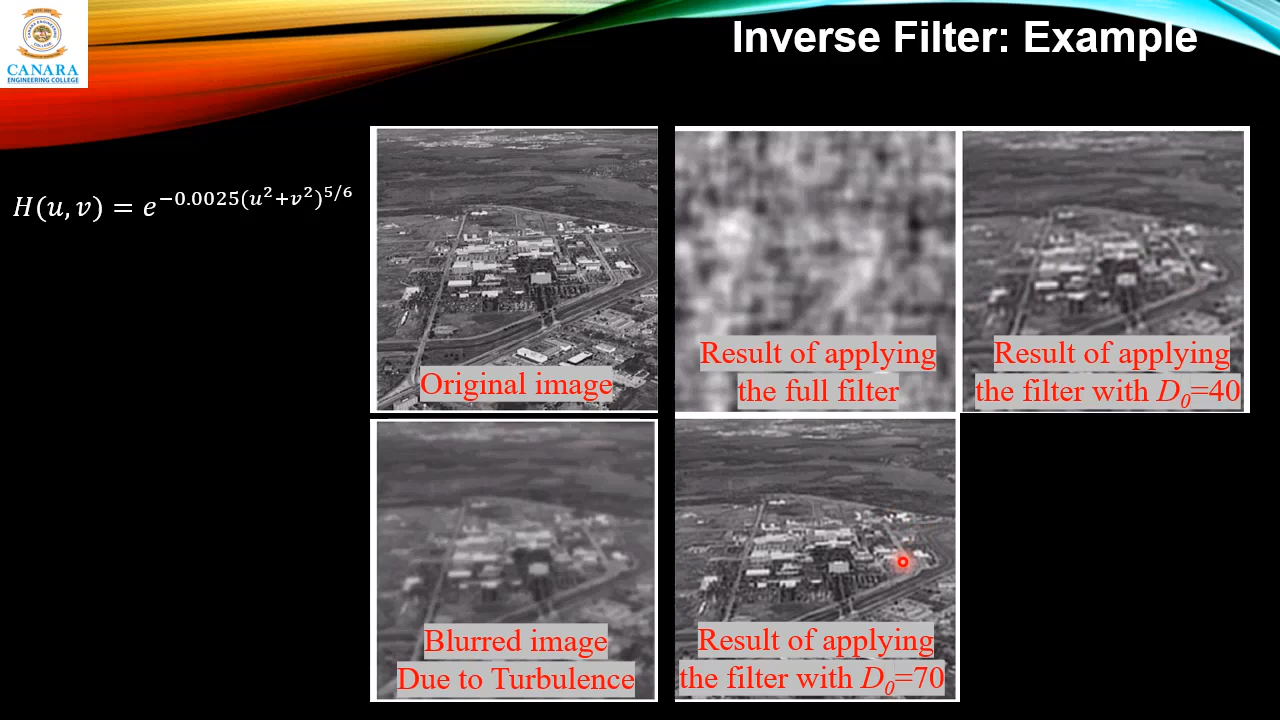 CANARA
ENGINEERING COLLEGE
Inverse Filter: Example
H(u, v) = e^{−0.0025(u²+v²)^{5/6}}
Original image
Result of applying
the full filter
Result of applying
the filter with D₀=40
Blurred image
Due to Turbulence
Result of applying
the filter with D₀=70